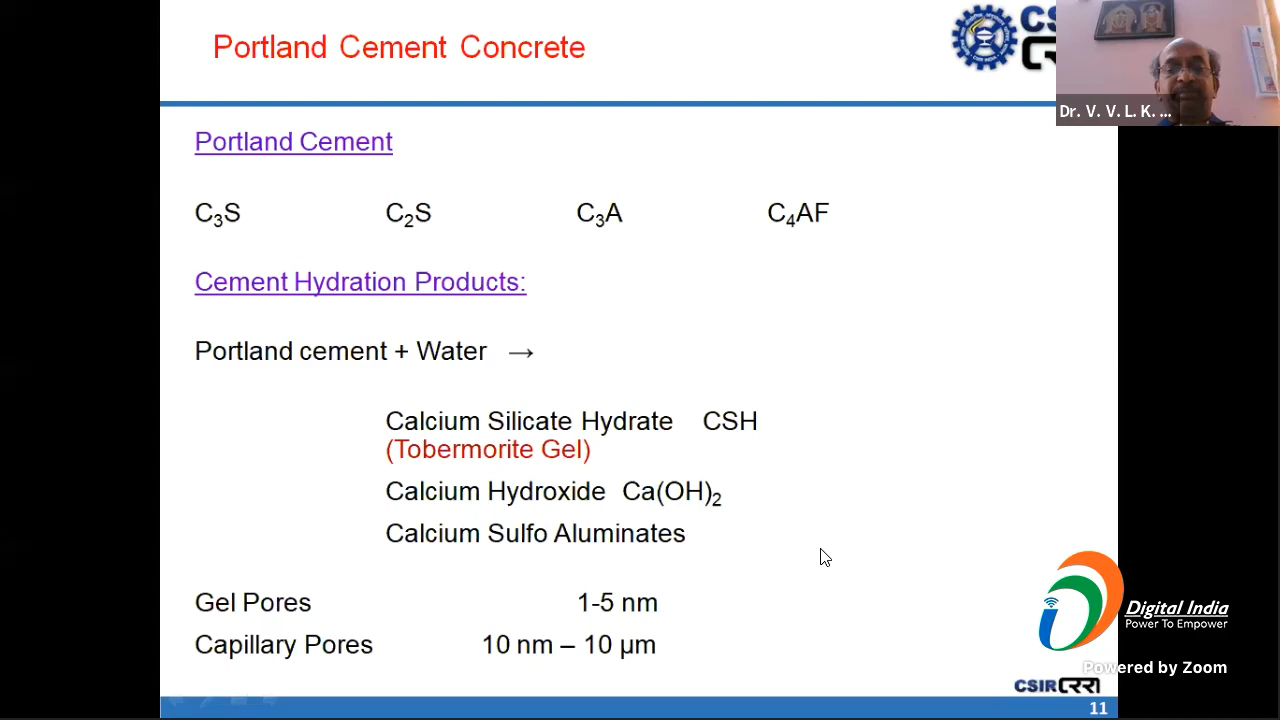 Portland Cement Concrete
Dr. V. V. L. K. ...
Portland Cement
C₃S C₂S C₃A C₄AF
Cement Hydration Products:
Portland cement + Water →
Calcium Silicate Hydrate CSH
(Tobermorite Gel)
Calcium Hydroxide Ca(OH)₂
Calcium Sulfo Aluminates
Gel Pores 1-5 nm
Capillary Pores 10 nm – 10 µm
Digital India
Power To Empower
Powered by Zoom
CSIR CRRI
11